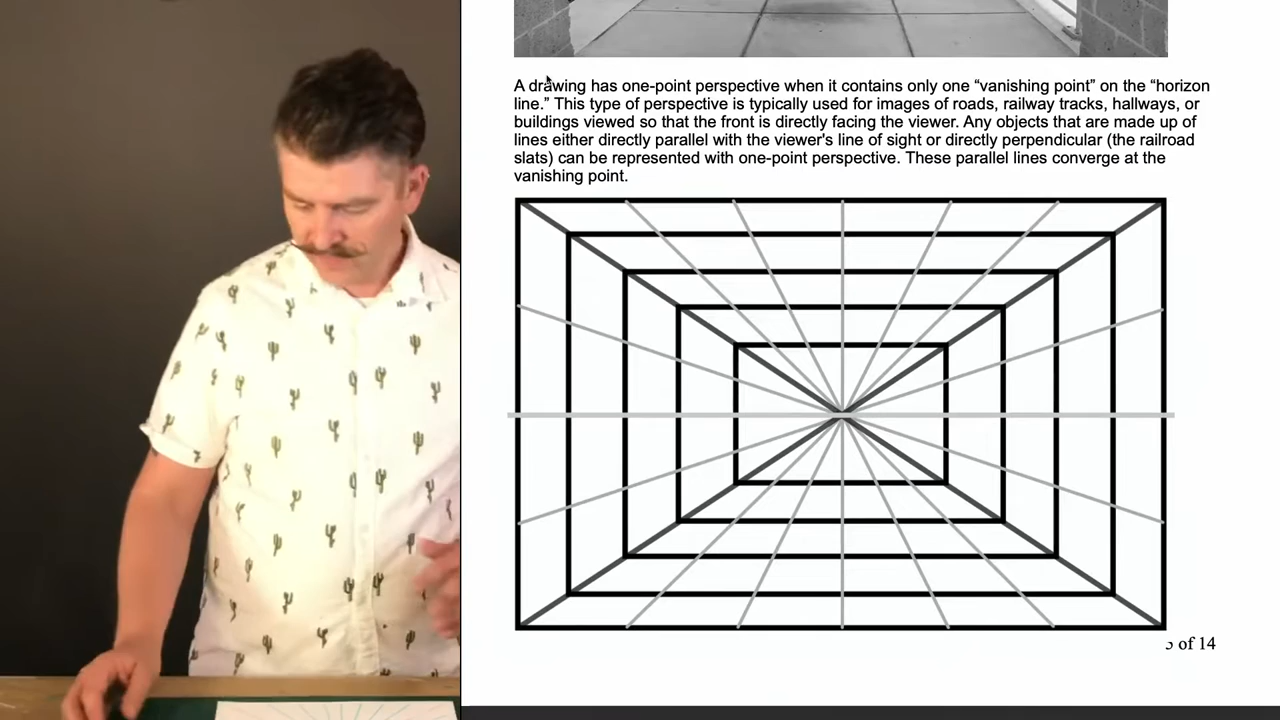 A drawing has one-point perspective when it contains only one “vanishing point” on the “horizon
line.” This type of perspective is typically used for images of roads, railway tracks, hallways, or
buildings viewed so that the front is directly facing the viewer. Any objects that are made up of
lines either directly parallel with the viewer's line of sight or directly perpendicular (the railroad
slats) can be represented with one-point perspective. These parallel lines converge at the
vanishing point.
of 14